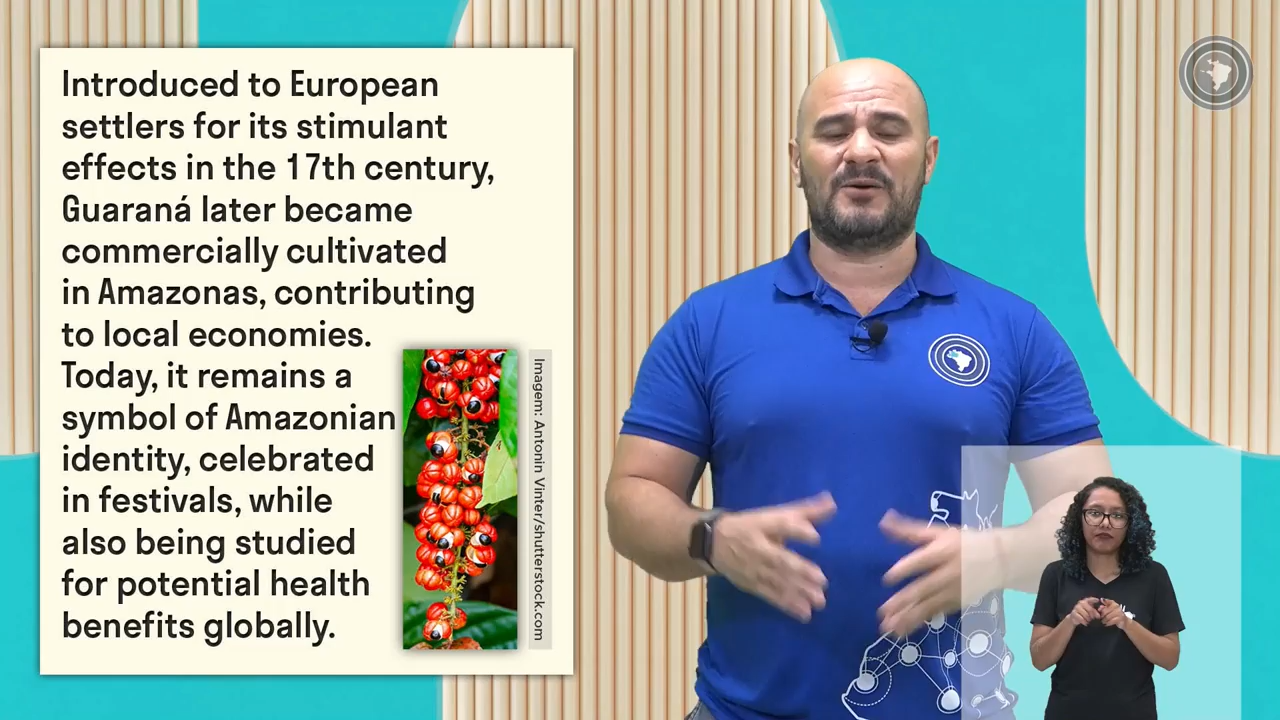 Introduced to European
settlers for its stimulant
effects in the 17th century,
Guaraná later became
commercially cultivated
in Amazonas, contributing
to local economies.
Today, it remains a
symbol of Amazonian
identity, celebrated
in festivals, while
also being studied
for potential health
benefits globally.
Imagem: Antonin Vinter/shutterstock.com